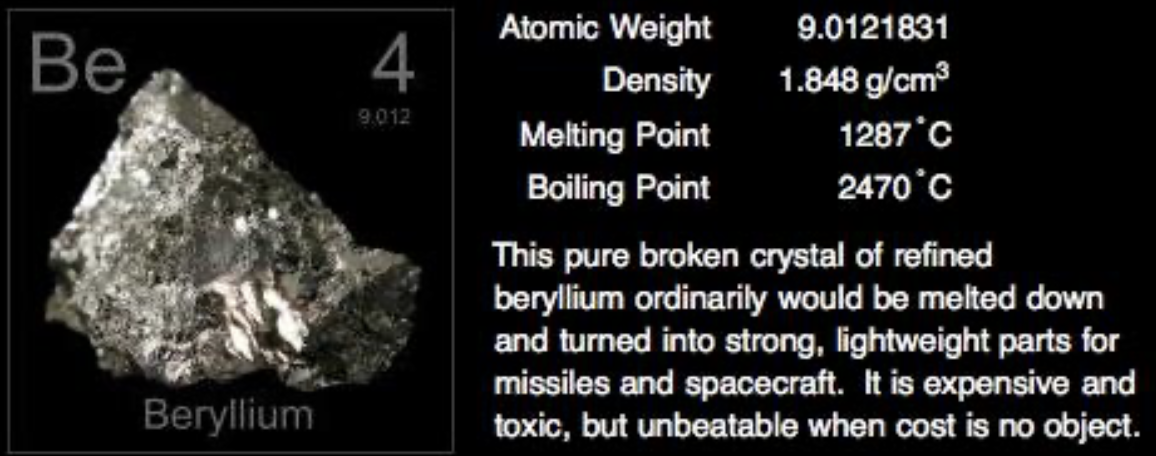 Be 4
9.012
Beryllium
Atomic Weight 9.0121831
Density 1.848 g/cm³
Melting Point 1287˚C
Boiling Point 2470˚C
This pure broken crystal of refined
beryllium ordinarily would be melted down
and turned into strong, lightweight parts for
missiles and spacecraft.  It is expensive and
toxic, but unbeatable when cost is no object.